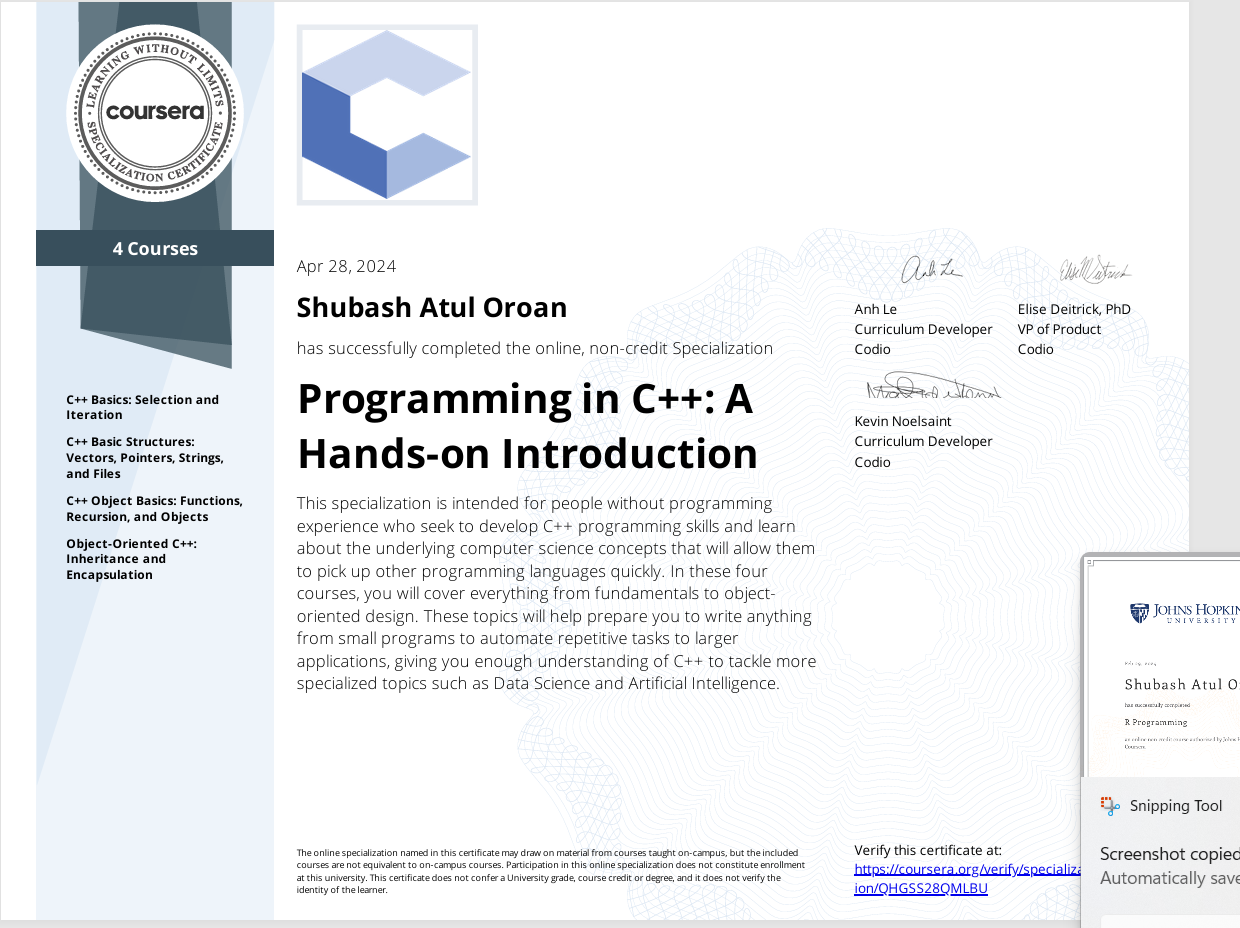 LEARNING WITHOUT LIMITS
coursera
SPECIALIZATION CERTIFICATE
4 Courses
C++ Basics: Selection and
Iteration
C++ Basic Structures:
Vectors, Pointers, Strings,
and Files
C++ Object Basics: Functions,
Recursion, and Objects
Object-Oriented C++:
Inheritance and
Encapsulation
Apr 28, 2024
Shubash Atul Oroan
has successfully completed the online, non-credit Specialization
Programming in C++: A
Hands-on Introduction
This specialization is intended for people without programming
experience who seek to develop C++ programming skills and learn
about the underlying computer science concepts that will allow them
to pick up other programming languages quickly. In these four
courses, you will cover everything from fundamentals to object-
oriented design. These topics will help prepare you to write anything
from small programs to automate repetitive tasks to larger
applications, giving you enough understanding of C++ to tackle more
specialized topics such as Data Science and Artificial Intelligence.
Anh Le
Anh Le
Curriculum Developer
Codio
Elise Deitrick, PhD
VP of Product
Codio
Kevin Noelsaint
Curriculum Developer
Codio
The online specialization named in this certificate may draw on material from courses taught on-campus, but the included
courses are not equivalent to on-campus courses. Participation in this online specialization does not constitute enrollment
at this university. This certificate does not confer a University grade, course credit or degree, and it does not verify the
identity of the learner.
Verify this certificate at:
https://coursera.org/verify/specializa
ion/QHGSS28QMLBU
JOHNS HOPKIN
UNIVERSITY
Shubash Atul O
has successfully completed
R Programming
an online non-credit course authorized by Johns H
Coursera
Snipping Tool
Screenshot copied
Automatically save